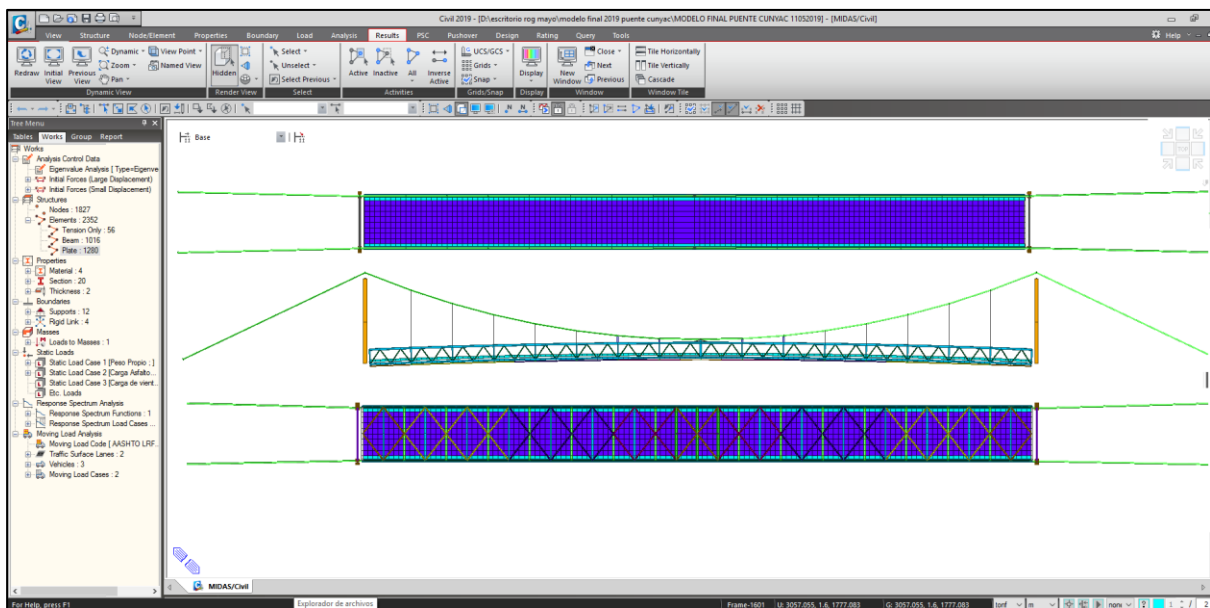 Civil 2019 - [D:\escritorio rog mayo\modelo final 2019 puente cunyac\MODELO FINAL PUENTE CUNYAC 11052019] - [MIDAS/Civil]
View Structure Node/Element Properties Boundary Load Analysis Results PSC Pushover Design Rating Query Tools Help
Redraw Initial View Previous View Dynamic Zoom Pan View Point Named View
Hidden
Select Unselect Select Previous
Active Inactive All Inverse Active
UCS/GCS Grids Snap
Display
New Window Close Next Previous
Tile Horizontally Tile Vertically Cascade
Dynamic View Render View Select Activities Grids/Snap Display Window Window Tile
Tree Menu
Tables Works Group Report
Base
TOP
Works
Analysis Control Data
Eigenvalue Analysis [ Type=Eigenve
Initial Forces (Large Displacement)
Initial Forces (Small Displacement)
Structures
Nodes : 1827
Elements : 2352
Tension Only : 56
Beam : 1016
Plate : 1280
Properties
Material : 4
Section : 20
Thickness : 2
Boundaries
Supports : 12
Rigid Link : 4
Masses
Loads to Masses : 1
Static Loads
Static Load Case 1 [Peso Propio ; ]
Static Load Case 2 [Carga Asfalto...
Static Load Case 3 [Carga de vient...
Etc. Loads
Response Spectrum Analysis
Response Spectrum Functions : 1
Response Spectrum Load Cases ...
Moving Load Analysis
Moving Load Code [ AASHTO LRF...
Traffic Surface Lanes : 2
Vehicles : 3
Moving Load Cases : 2
MIDAS/Civil
For Help, press F1
Explorador de archivos
Frame-1601 U: 3057.055, 1.6, 1777.083 G: 3057.055, 1.6, 1777.083 tonf m 1 / 2